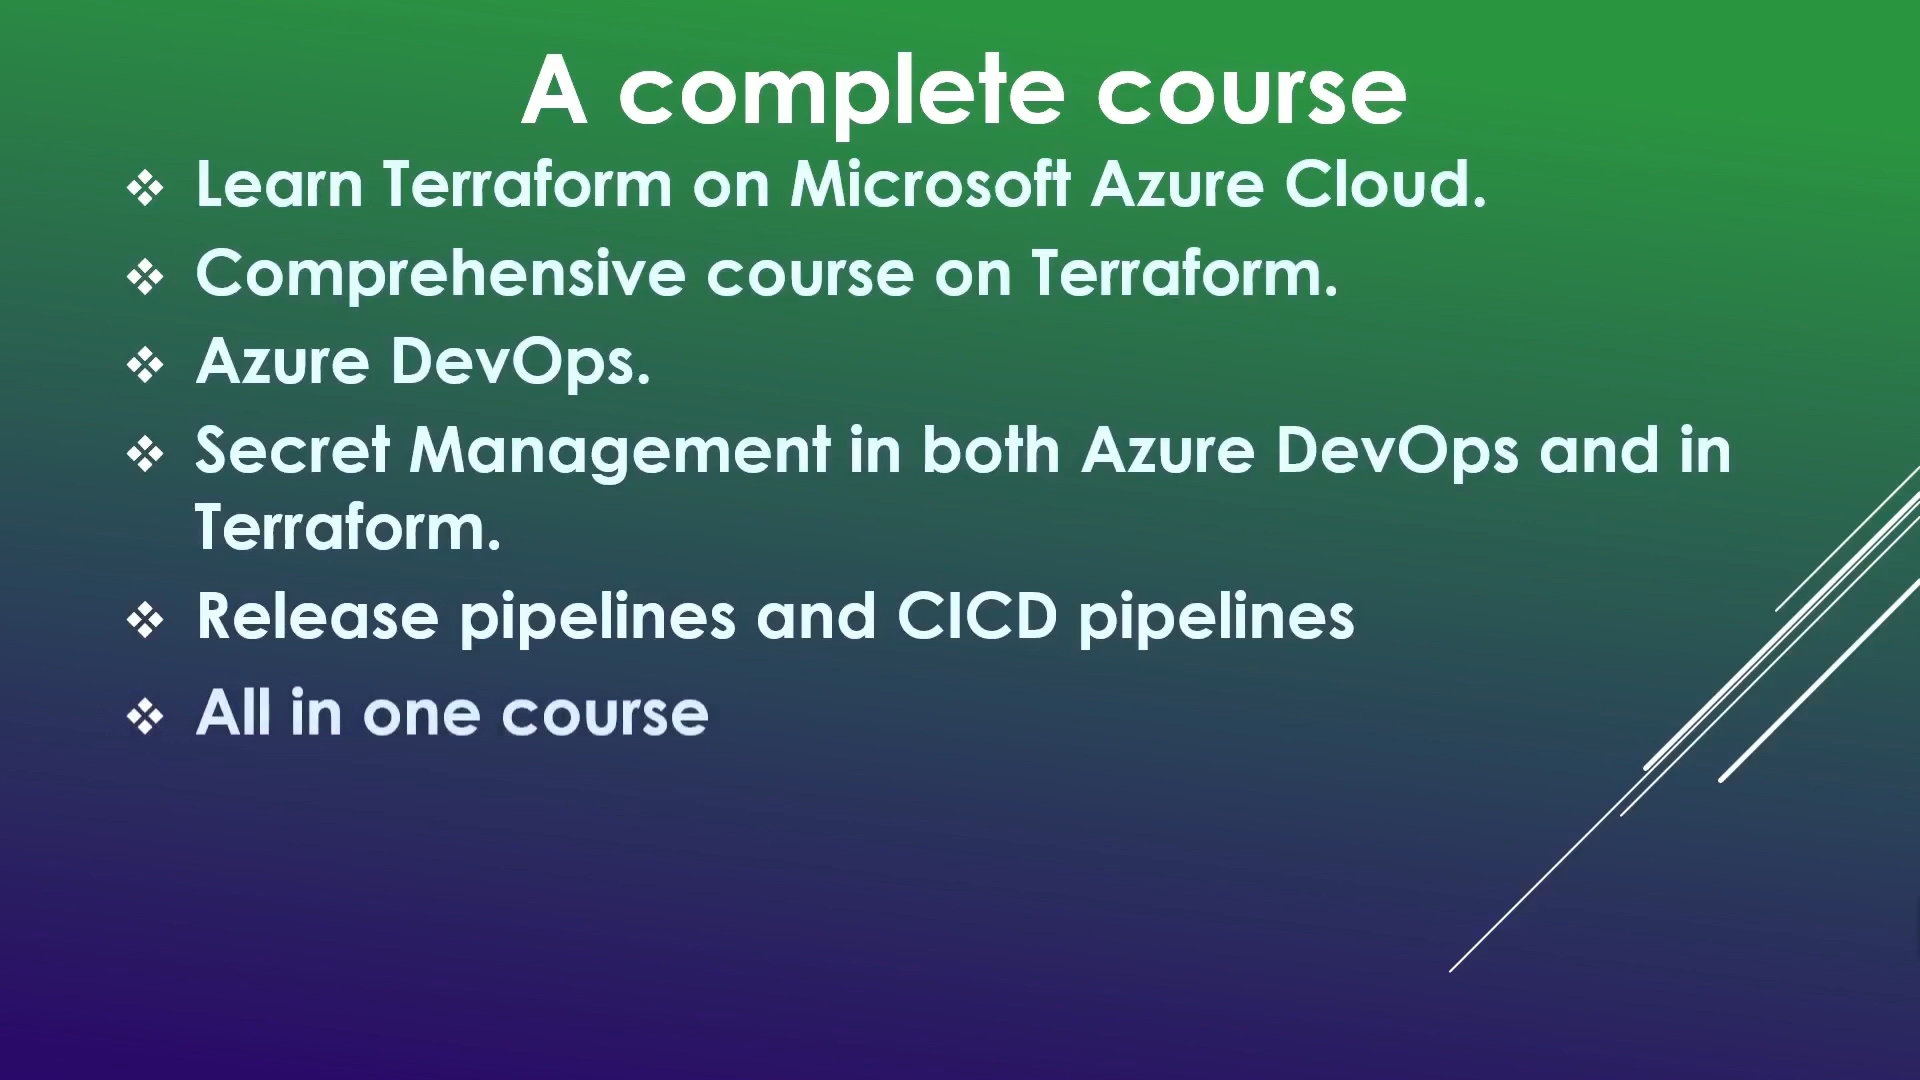 A complete course
❖ Learn Terraform on Microsoft Azure Cloud.
❖ Comprehensive course on Terraform.
❖ Azure DevOps.
❖ Secret Management in both Azure DevOps and in
Terraform.
❖ Release pipelines and CICD pipelines
❖ All in one course